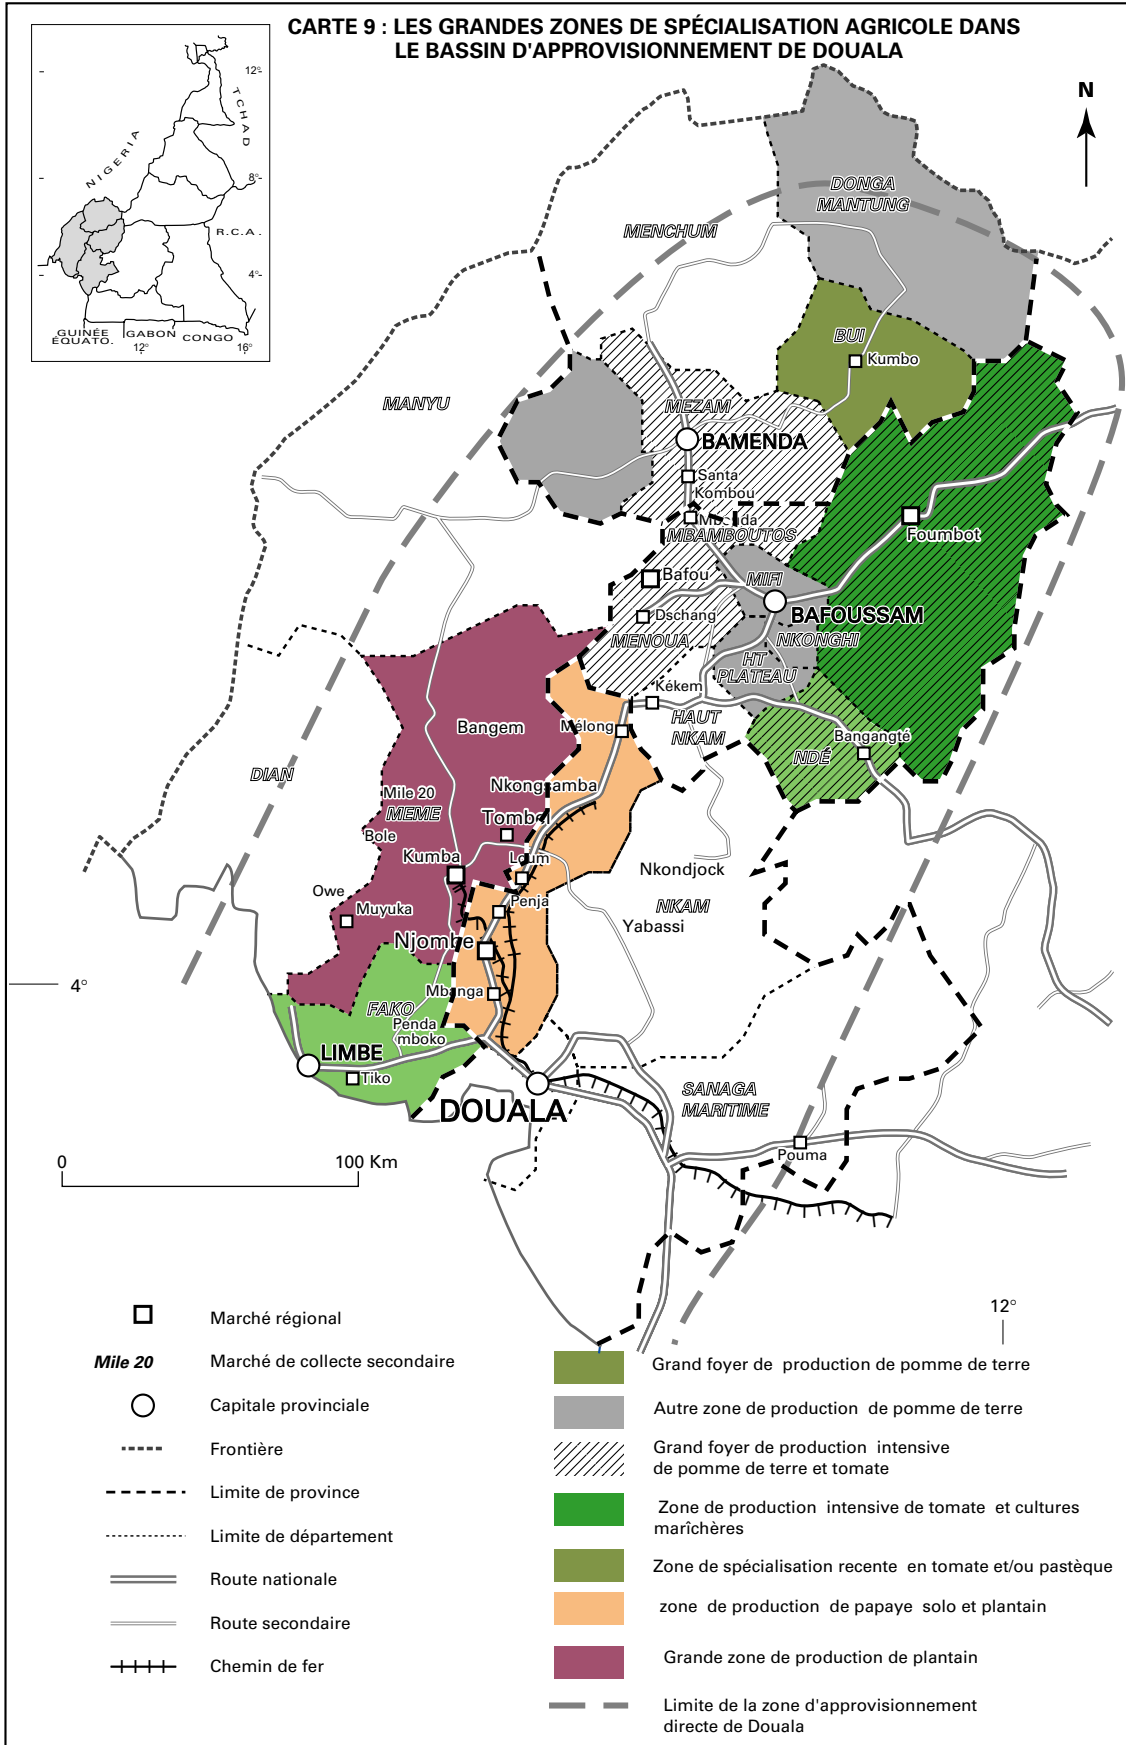 CARTE 9 : LES GRANDES ZONES DE SPÉCIALISATION AGRICOLE DANS
LE BASSIN D'APPROVISIONNEMENT DE DOUALA
12°
TCHAD
NIGERIA
8°
R.C.A.
4°
GUINÉE
ÉQUATO.
GABON
CONGO
12°
16°
N
DONGA
MANTUNG
MENCHUM
BUI
Kumbo
MANYU
MEZAM
BAMENDA
Santa
Kombou
MBAMBOUTOS
Foumbot
Bafou
MIFI
Dschang
BAFOUSSAM
MENOUA
NKONGHI
HT
PLATEAU
Kékem
HAUT
NKAM
Bangem
Mélong
Bangangté
NDÉ
DIAN
Nkongsamba
Mile 20
MEME
Tombel
Bole
Kumba
Loum
Nkondjock
Owe
Muyuka
Penja
NKAM
Yabassi
Njombe
4°
Mbanga
FAKO
Penda
mboko
LIMBE
Tiko
DOUALA
SANAGA
MARITIME
Pouma
0
100 Km
12°
Marché régional
Mile 20
Marché de collecte secondaire
Capitale provinciale
Frontière
Limite de province
Limite de département
Route nationale
Route secondaire
Chemin de fer
Grand foyer de production de pomme de terre
Autre zone de production de pomme de terre
Grand foyer de production intensive
de pomme de terre et tomate
Zone de production intensive de tomate et cultures
marîchères
Zone de spécialisation recente en tomate et/ou pastèque
zone de production de papaye solo et plantain
Grande zone de production de plantain
Limite de la zone d'approvisionnement
directe de Douala